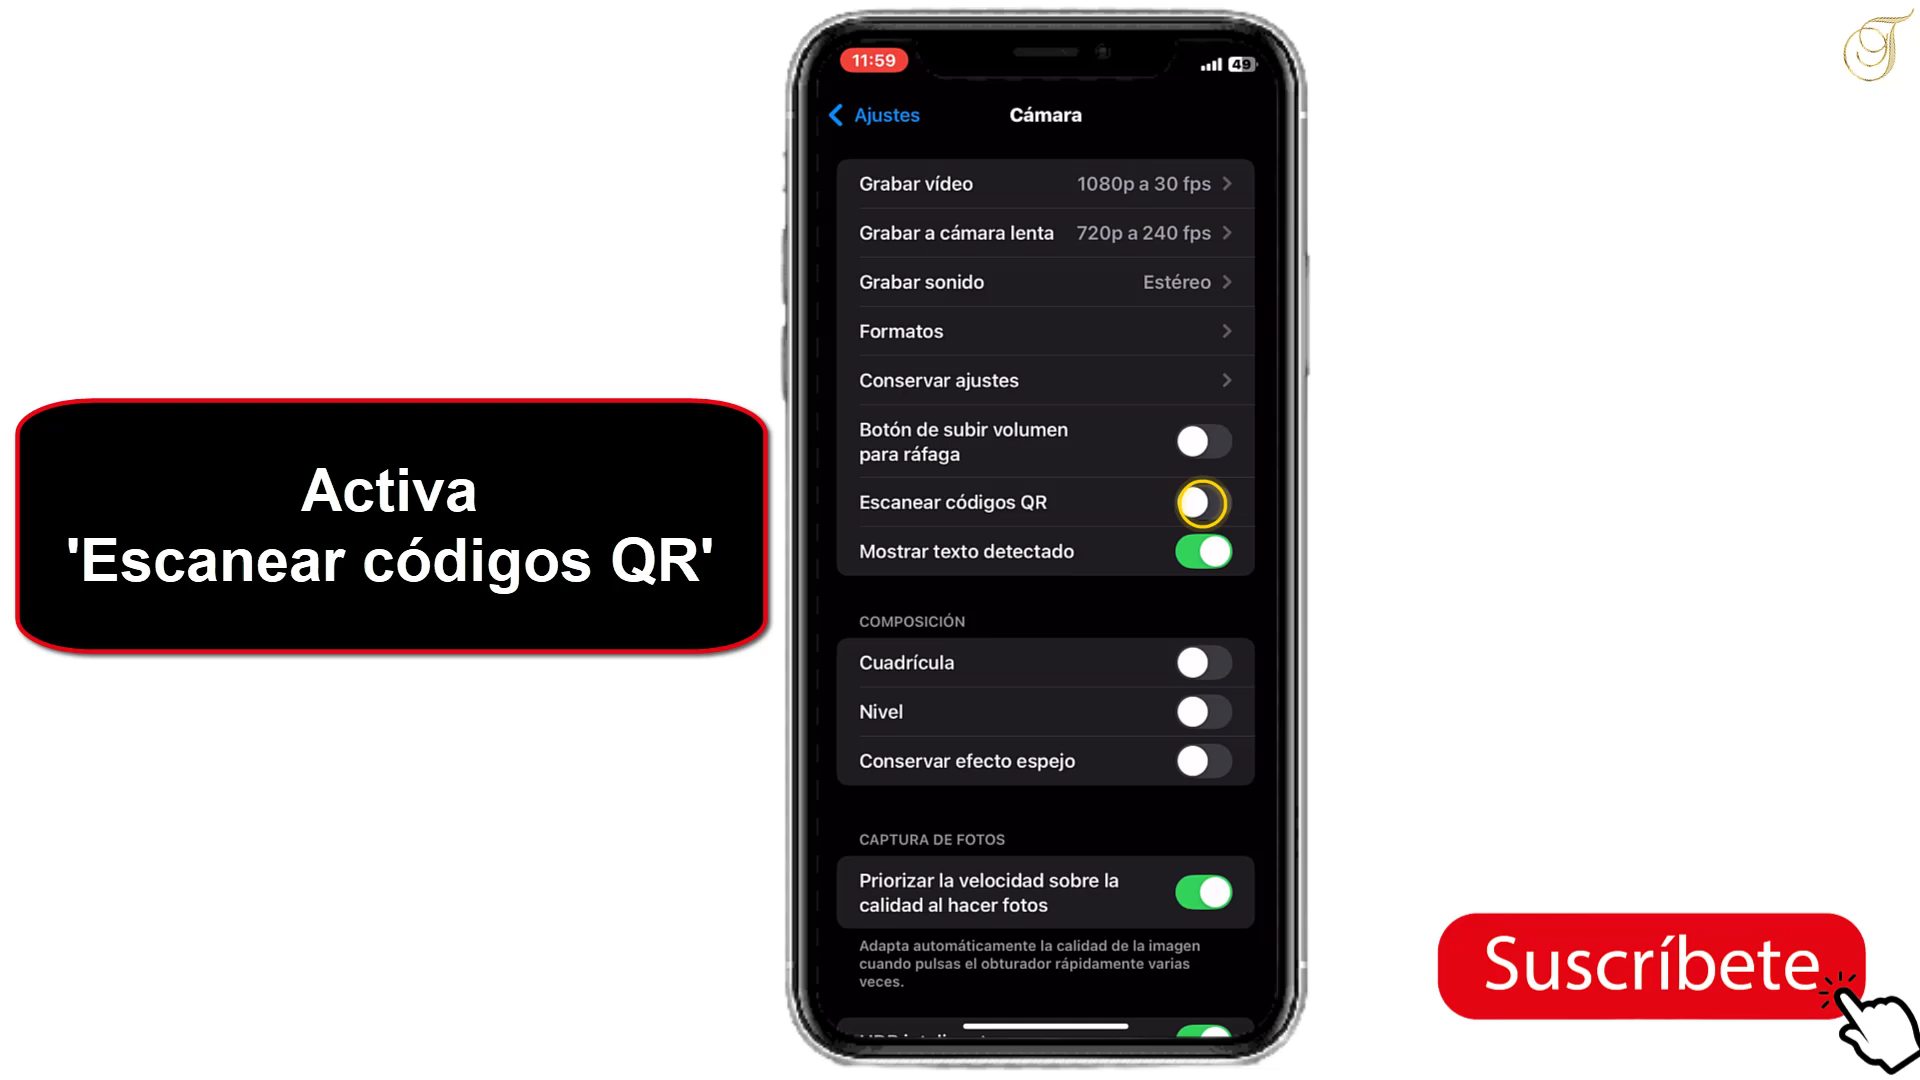 11:59
49
Ajustes
Cámara
Grabar vídeo 1080p a 30 fps
Grabar a cámara lenta 720p a 240 fps
Grabar sonido Estéreo
Formatos
Conservar ajustes
Botón de subir volumen
para ráfaga
Escanear códigos QR
Mostrar texto detectado
COMPOSICIÓN
Cuadrícula
Nivel
Conservar efecto espejo
CAPTURA DE FOTOS
Priorizar la velocidad sobre la
calidad al hacer fotos
Adapta automáticamente la calidad de la imagen
cuando pulsas el obturador rápidamente varias
veces.
Activa
'Escanear códigos QR'
Suscríbete